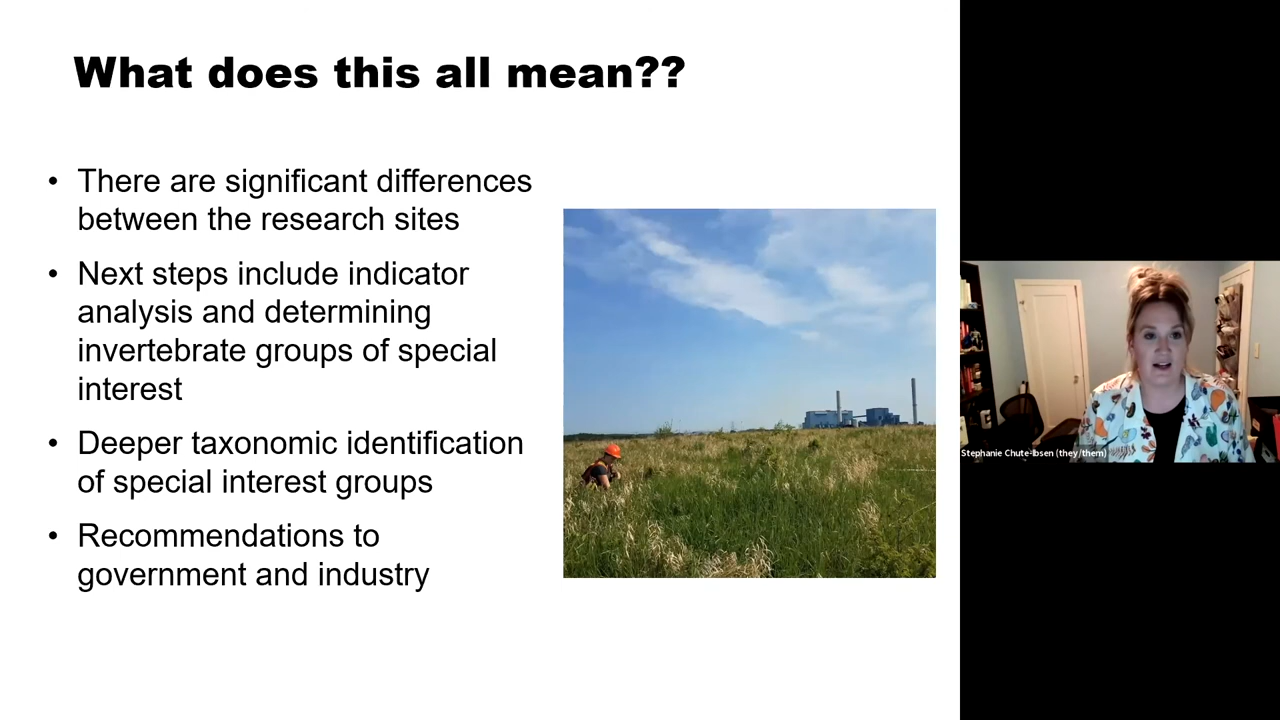 What does this all mean??
• There are significant differences
between the research sites
• Next steps include indicator
analysis and determining
invertebrate groups of special
interest
• Deeper taxonomic identification
of special interest groups
• Recommendations to
government and industry
Stephanie Chute-Ibsen (they/them)